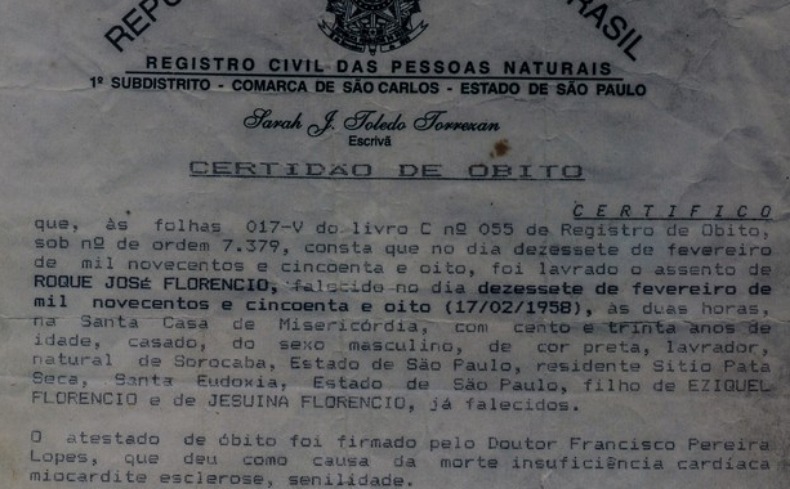 REPÚ BRASIL
REGISTRO CIVIL DAS PESSOAS NATURAIS
1º SUBDISTRITO - COMARCA DE SÃO CARLOS - ESTADO DE SÃO PAULO
Sarah J. Toledo Torrezan
Escrivã
CERTIDÃO DE OBITO
C E R T I F I C O
que, às folhas 017-V do livro C nº 055 de Registro de Obito,
sob nº de ordem 7.379, consta que no dia dezessete de fevereiro
de mil novecentos e cincoenta e oito, foi lavrado o assento de
ROQUE JOSÉ FLORENCIO, falecido no dia dezessete de fevereiro de
mil novecentos e cincoenta e oito (17/02/1958), às duas horas,
na Santa Casa de Misericórdia, com cento e trinta anos de
idade, casado, do sexo masculino, de cor preta, lavrador,
natural de Sorocaba, Estado de São Paulo, residente Sitio Pata
Seca, Santa Eudoxia, Estado de São Paulo, filho de EZIQUEL
FLORENCIO e de JESUINA FLORENCIO, já falecidos.
O atestado de óbito foi firmado pelo Doutor Francisco Pereira
Lopes, que deu como causa da morte insuficiência cardíaca
miocardite esclerose, senilidade.